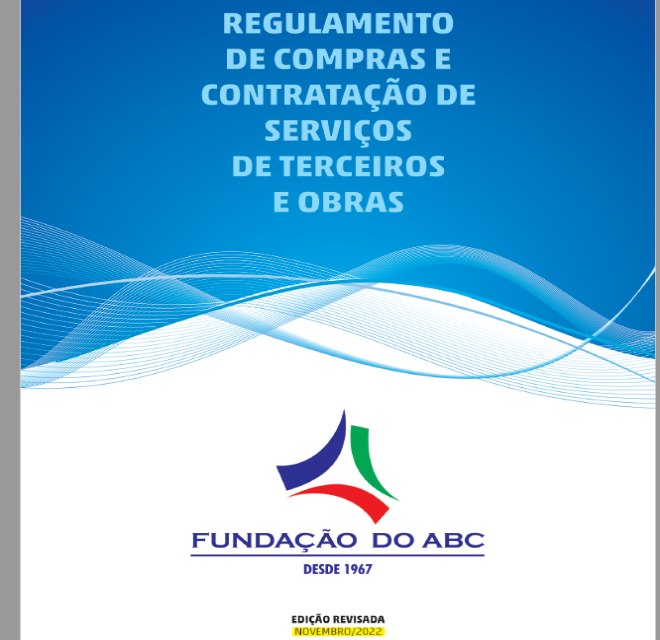 REGULAMENTO
DE COMPRAS E
CONTRATAÇÃO DE
SERVIÇOS
DE TERCEIROS
E OBRAS
FUNDAÇÃO DO ABC
DESDE 1967
EDIÇÃO REVISADA
NOVEMBRO/2022